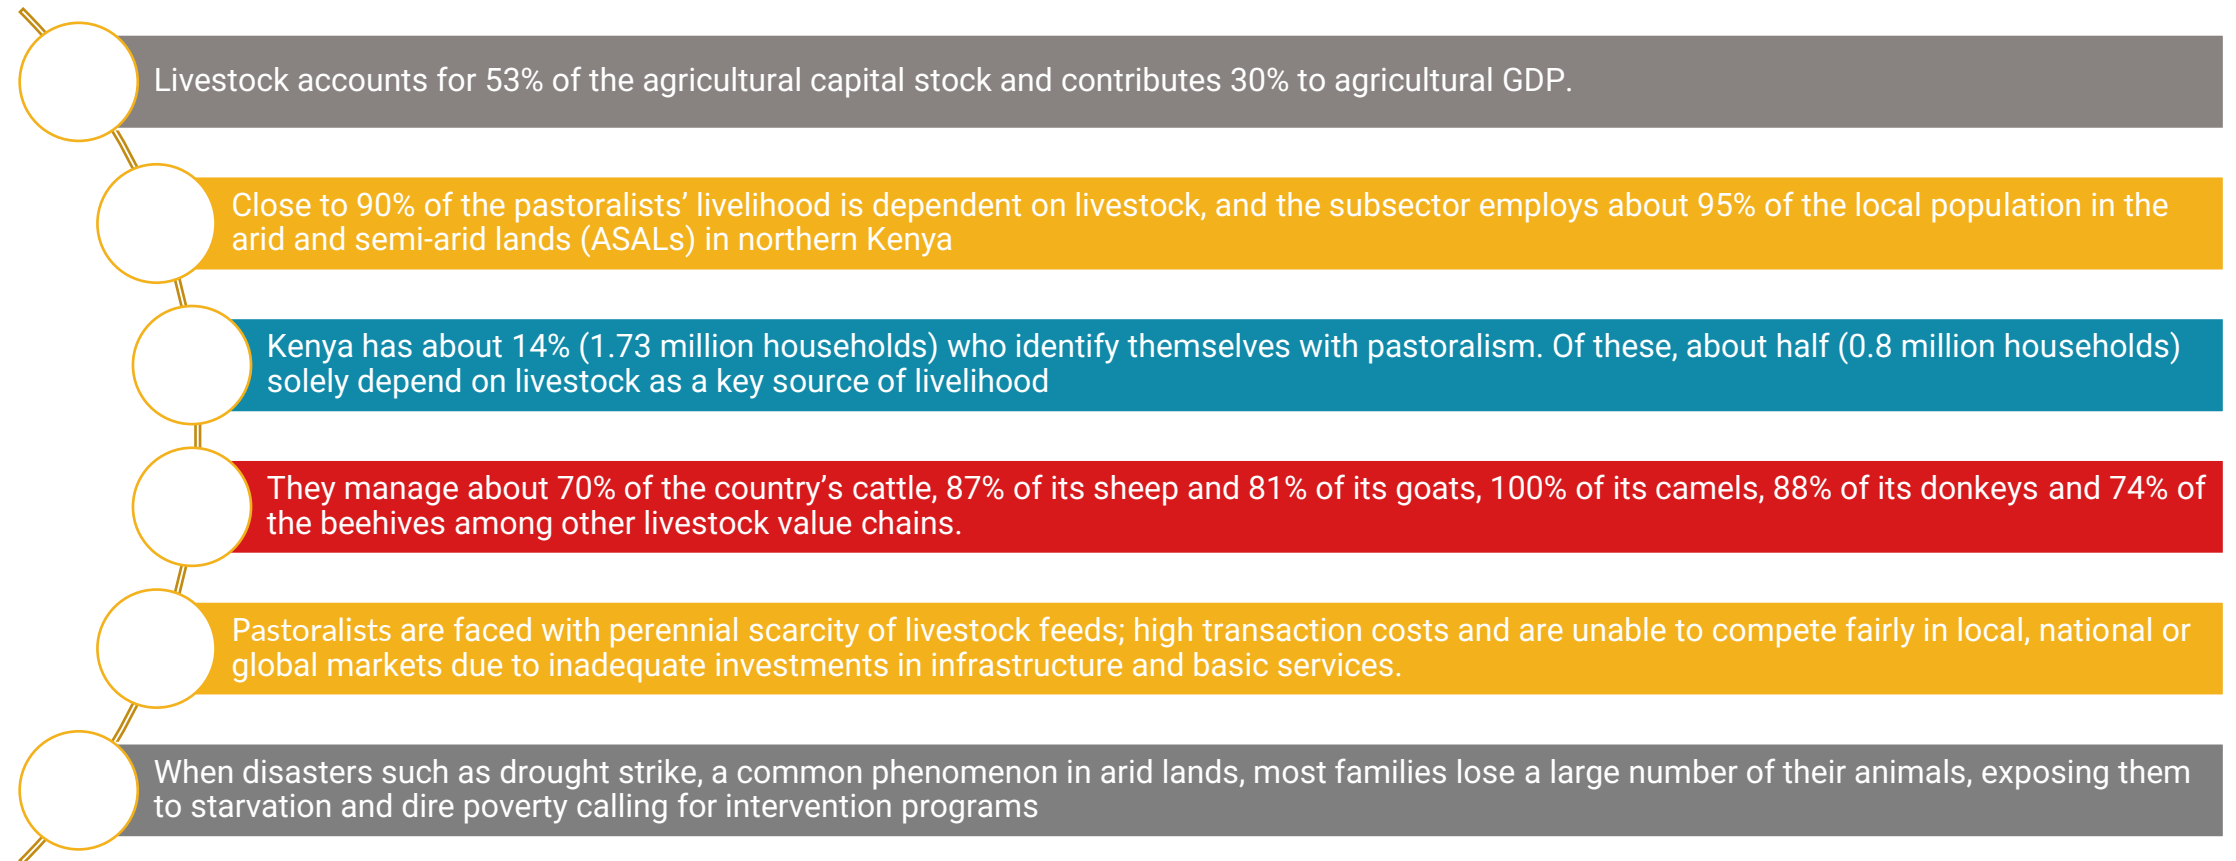 Livestock accounts for 53% of the agricultural capital stock and contributes 30% to agricultural GDP.
Close to 90% of the pastoralists’ livelihood is dependent on livestock, and the subsector employs about 95% of the local population in the
arid and semi-arid lands (ASALs) in northern Kenya
Kenya has about 14% (1.73 million households) who identify themselves with pastoralism. Of these, about half (0.8 million households)
solely depend on livestock as a key source of livelihood
They manage about 70% of the country’s cattle, 87% of its sheep and 81% of its goats, 100% of its camels, 88% of its donkeys and 74% of
the beehives among other livestock value chains.
Pastoralists are faced with perennial scarcity of livestock feeds; high transaction costs and are unable to compete fairly in local, national or
global markets due to inadequate investments in infrastructure and basic services.
When disasters such as drought strike, a common phenomenon in arid lands, most families lose a large number of their animals, exposing them
to starvation and dire poverty calling for intervention programs